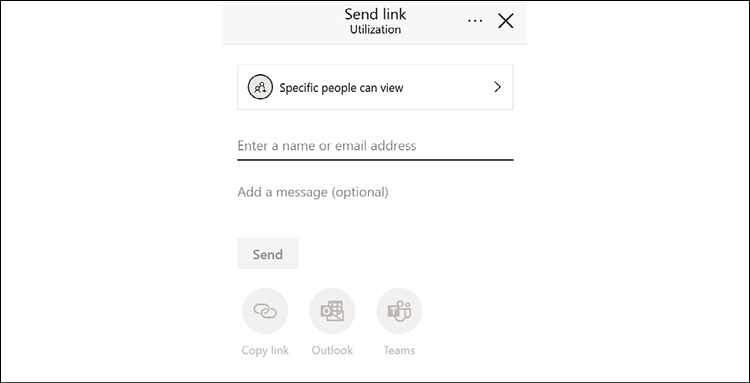 Send link
Utilization
Specific people can view
Enter a name or email address
Add a message (optional)
Send
Copy link
Outlook
Teams